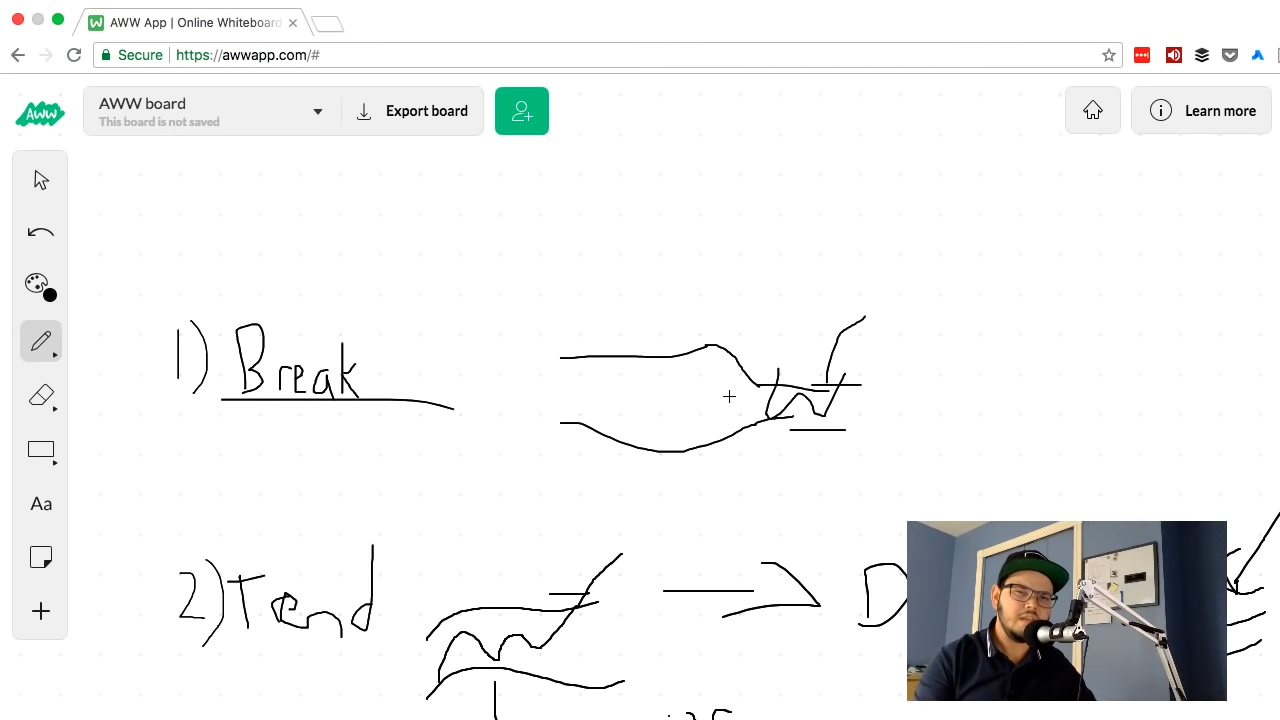 AWW App | Online Whiteboard
Secure https://awwapp.com/#
AWW
AWW board
This board is not saved
Export board
Learn more
1) Break
2) Trend
D
Aa